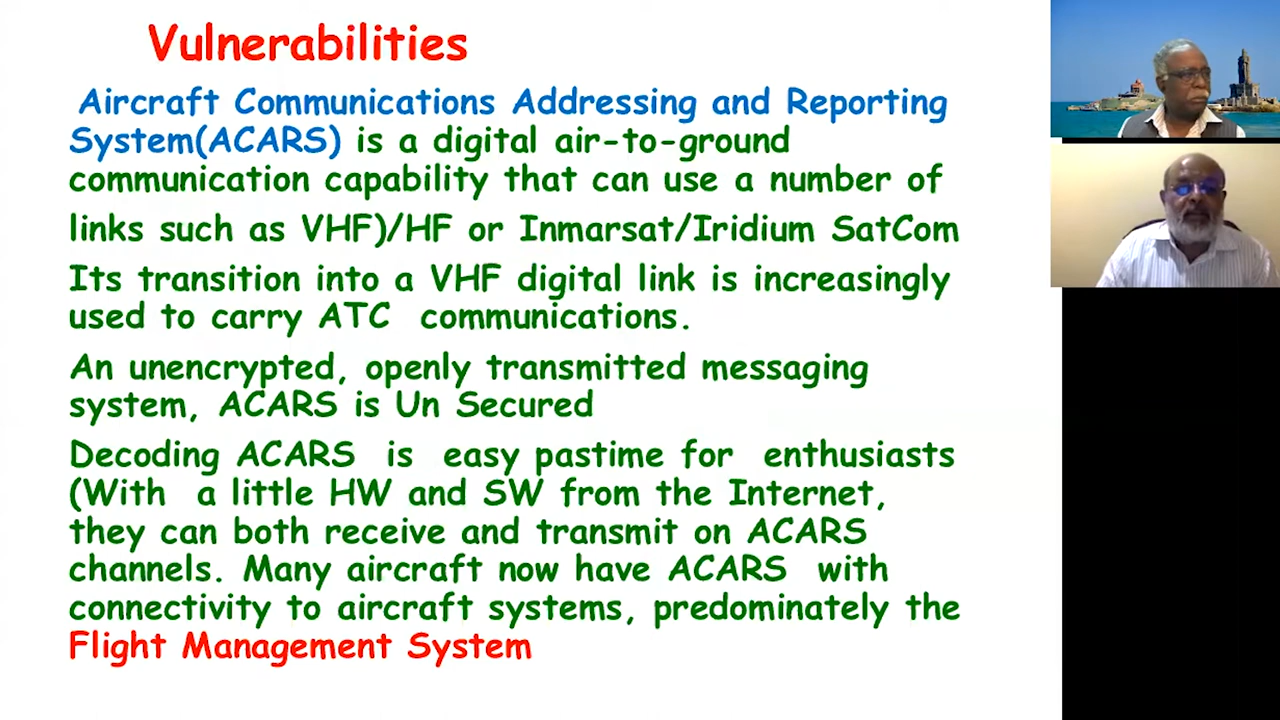 Vulnerabilities
Aircraft Communications Addressing and Reporting
System(ACARS) is a digital air-to-ground
communication capability that can use a number of
links such as VHF)/HF or Inmarsat/Iridium SatCom
Its transition into a VHF digital link is increasingly
used to carry ATC communications.
An unencrypted, openly transmitted messaging
system, ACARS is Un Secured
Decoding ACARS is easy pastime for enthusiasts
(With a little HW and SW from the Internet,
they can both receive and transmit on ACARS
channels. Many aircraft now have ACARS with
connectivity to aircraft systems, predominately the
Flight Management System